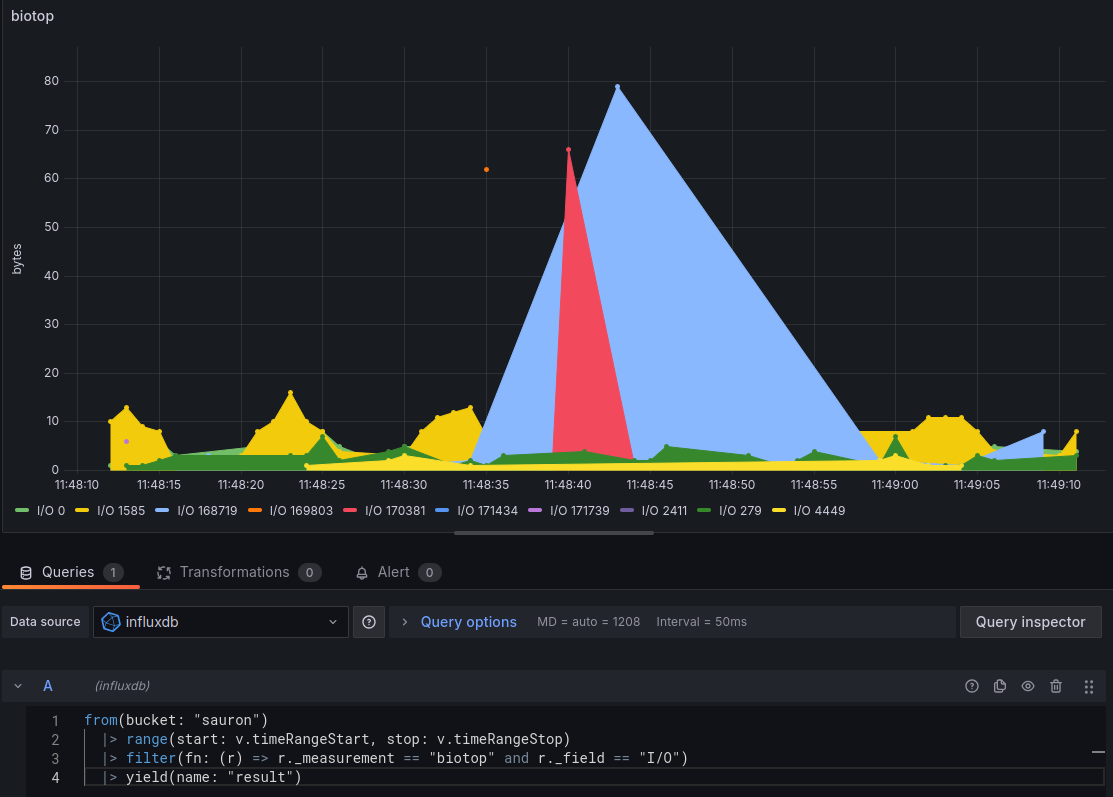 biotop
80
70
60
50
40
30
20
10
0
bytes
11:48:10 11:48:15 11:48:20 11:48:25 11:48:30 11:48:35 11:48:40 11:48:45 11:48:50 11:48:55 11:49:00 11:49:05 11:49:10
I/O 0 I/O 1585 I/O 168719 I/O 169803 I/O 170381 I/O 171434 I/O 171739 I/O 2411 I/O 279 I/O 4449
Queries 1 Transformations 0 Alert 0
Data source influxdb ? > Query options MD = auto = 1208 Interval = 50ms Query inspector
A (influxdb)
1 from(bucket: "sauron")
2 |> range(start: v.timeRangeStart, stop: v.timeRangeStop)
3 |> filter(fn: (r) => r._measurement == "biotop" and r._field == "I/O")
4 |> yield(name: "result")